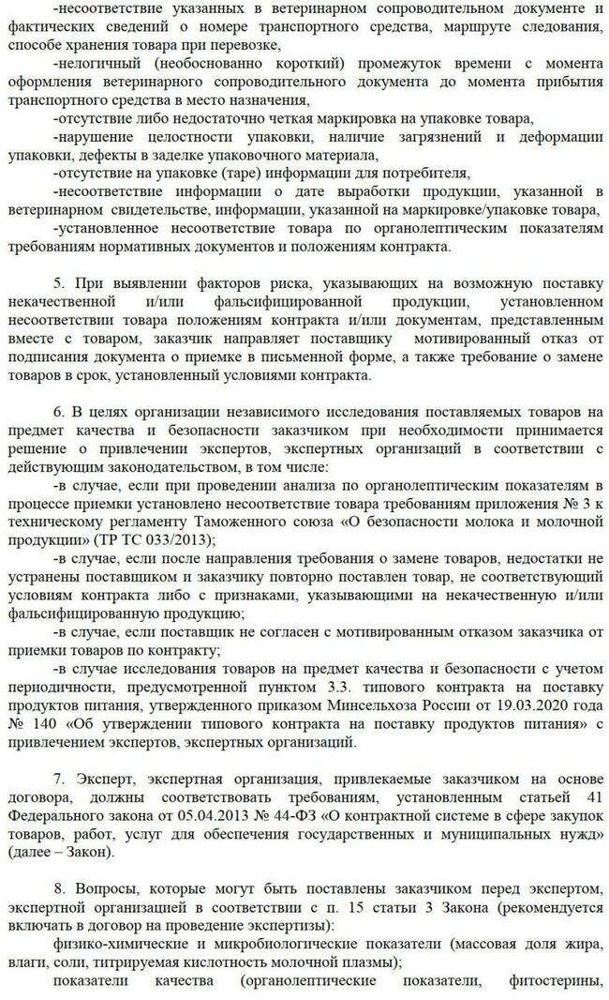 -несоответствие указанных в ветеринарном сопроводительном документе и
фактических сведений о номере транспортного средства, маршруте следования,
способе хранения товара при перевозке,
-нелогичный (необоснованно короткий) промежуток времени с момента
оформления ветеринарного сопроводительного документа до момента прибытия
транспортного средства в место назначения,
-отсутствие либо недостаточно четкая маркировка на упаковке товара,
-нарушение целостности упаковки, наличие загрязнений и деформации
упаковки, дефекты в заделке упаковочного материала,
-отсутствие на упаковке (таре) информации для потребителя,
-несоответствие информации о дате выработки продукции, указанной в
ветеринарном свидетельстве, информации, указанной на маркировке/упаковке товара,
-установленное несоответствие товара по органолептическим показателям
требованиям нормативных документов и положениям контракта.
5. При выявлении факторов риска, указывающих на возможную поставку
некачественной и/или фальсифицированной продукции, установленном
несоответствии товара положениям контракта и/или документам, представленным
вместе с товаром, заказчик направляет поставщику мотивированный отказ от
подписания документа о приемке в письменной форме, а также требование о замене
товаров в срок, установленный условиями контракта.
6. В целях организации независимого исследования поставляемых товаров на
предмет качества и безопасности заказчиком при необходимости принимается
решение о привлечении экспертов, экспертных организаций в соответствии с
действующим законодательством, в том числе:
-в случае, если при проведении анализа по органолептическим показателям в
процессе приемки установлено несоответствие товара требованиям приложения № 3 к
техническому регламенту Таможенного союза «О безопасности молока и молочной
продукции» (ТР ТС 033/2013);
-в случае, если после направления требования о замене товаров, недостатки не
устранены поставщиком и заказчику повторно поставлен товар, не соответствующий
условиям контракта либо с признаками, указывающими на некачественную и/или
фальсифицированную продукцию;
-в случае, если поставщик не согласен с мотивированным отказом заказчика от
приемки товаров по контракту;
-в случае исследования товаров на предмет качества и безопасности с учетом
периодичности, предусмотренной пунктом 3.3. типового контракта на поставку
продуктов питания, утвержденного приказом Минсельхоза России от 19.03.2020 года
№ 140 «Об утверждении типового контракта на поставку продуктов питания» с
привлечением экспертов, экспертных организаций.
7. Эксперт, экспертная организация, привлекаемые заказчиком на основе
договора, должны соответствовать требованиям, установленным статьей 41
Федерального закона от 05.04.2013 № 44-ФЗ «О контрактной системе в сфере закупок
товаров, работ, услуг для обеспечения государственных и муниципальных нужд»
(далее – Закон).
8. Вопросы, которые могут быть поставлены заказчиком перед экспертом,
экспертной организацией в соответствии с п. 15 статьи 3 Закона (рекомендуется
включать в договор на проведение экспертизы):
физико-химические и микробиологические показатели (массовая доля жира,
влаги, соли, титрируемая кислотность молочной плазмы);
показатели качества (органолептические показатели, фитостерины,